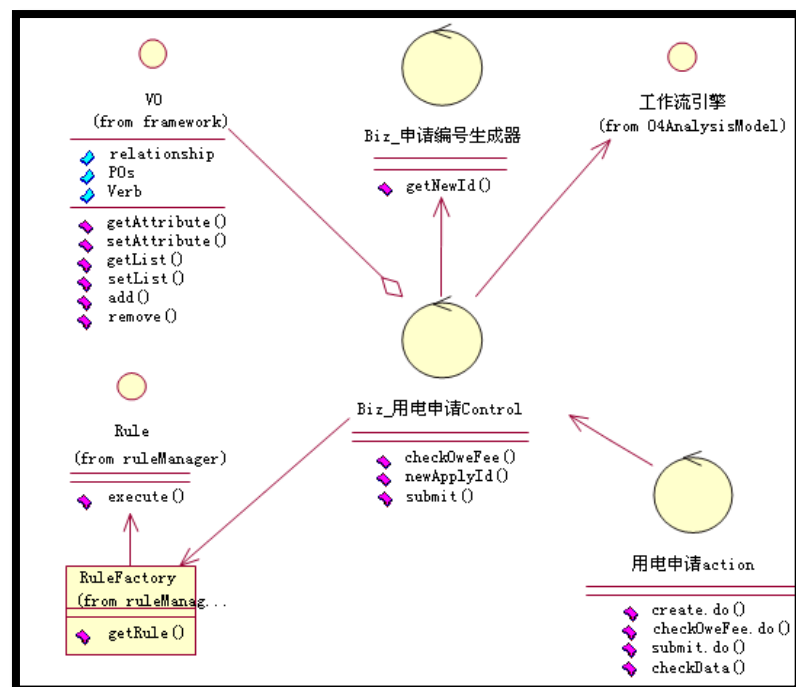 VO
(from framework)
relationship
POs
Verb
getAttribute()
setAttribute()
getList()
setList()
add()
remove()
Biz_申请编号生成器
getNewId()
工作流引擎
(from 04AnalysisModel)
Rule
(from ruleManager)
execute()
RuleFactory
(from ruleManag...
getRule()
Biz_用电申请Control
checkOweFee()
newApplyId()
submit()
用电申请action
create.do()
checkOweFee.do()
submit.do()
checkData()